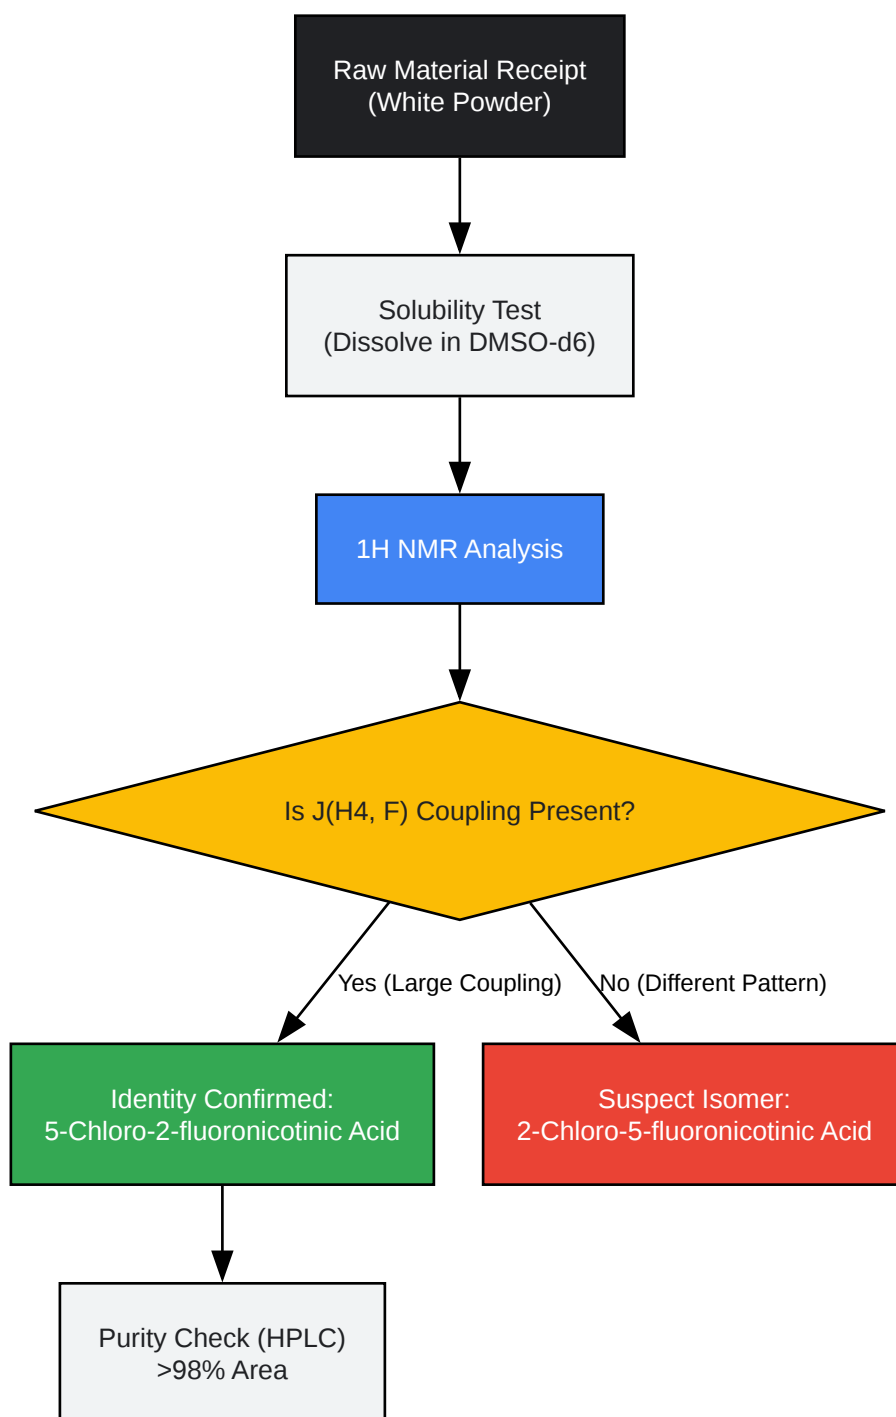 Raw Material Receipt
(White Powder)
Solubility Test
(Dissolve in DMSO-d6)
1H NMR Analysis
Is J(H4, F) Coupling Present?
Yes (Large Coupling)
No (Different Pattern)
Identity Confirmed:
5-Chloro-2-fluoronicotinic Acid
Suspect Isomer:
2-Chloro-5-fluoronicotinic Acid
Purity Check (HPLC)
>98% Area